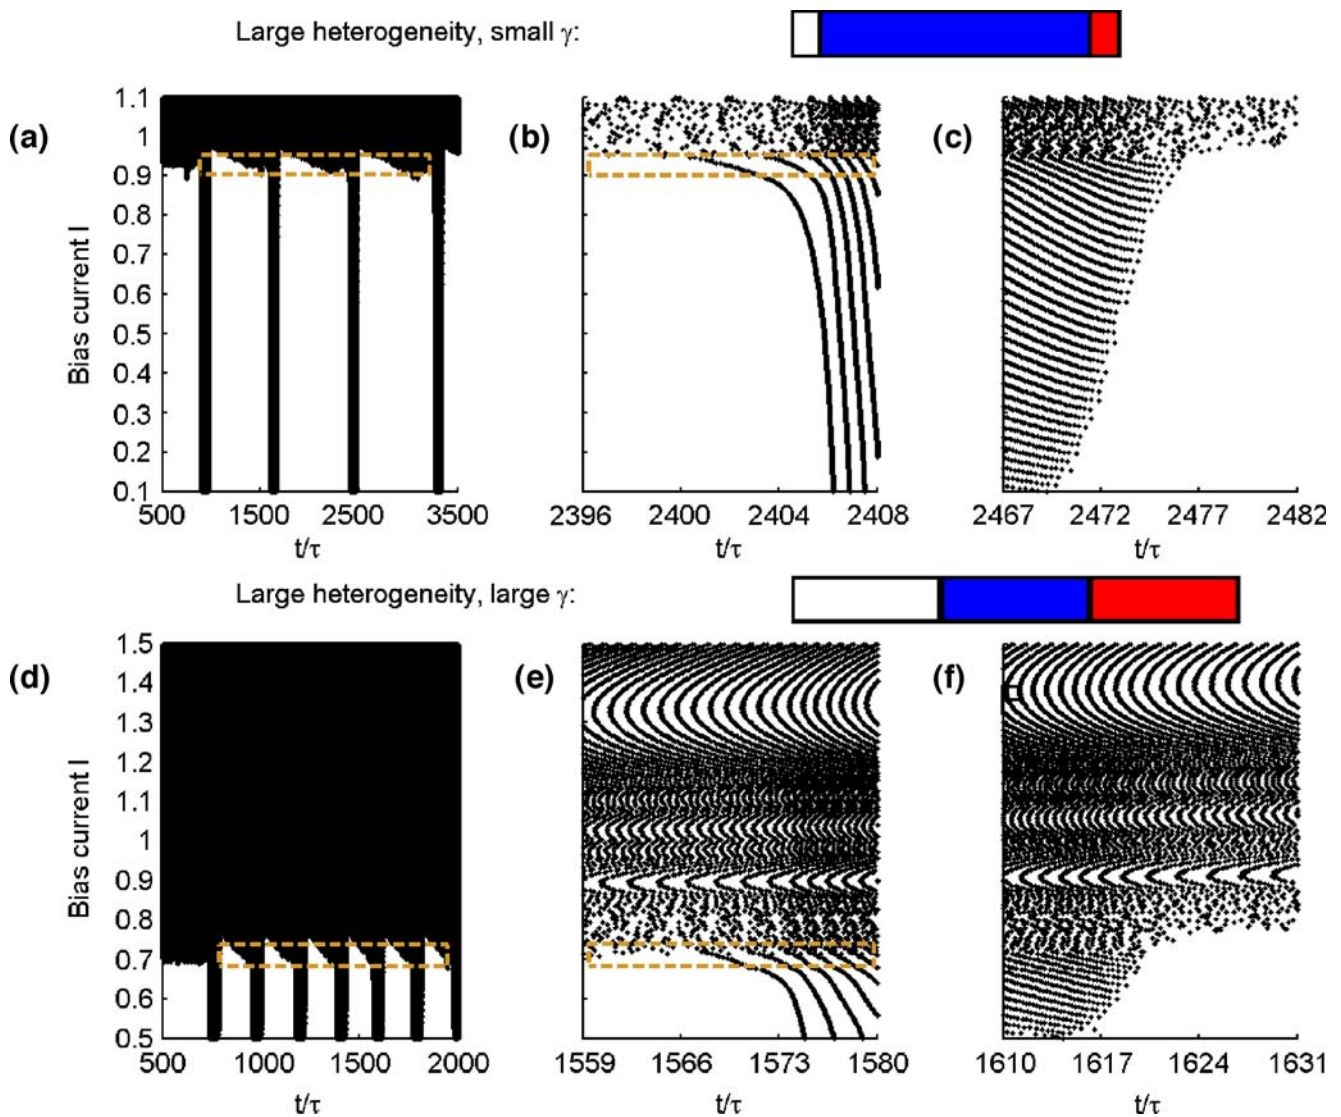 Large heterogeneity, small γ:
(a)
Bias current I
1.1
1
0.9
0.8
0.7
0.6
0.5
0.4
0.3
0.2
0.1
500 1500 2500 3500
t/τ
(b)
2396 2400 2404 2408
t/τ
(c)
2467 2472 2477 2482
t/τ
Large heterogeneity, large γ:
(d)
Bias current I
1.5
1.4
1.3
1.2
1.1
1
0.9
0.8
0.7
0.6
0.5
500 1000 1500 2000
t/τ
(e)
1559 1566 1573 1580
t/τ
(f)
1610 1617 1624 1631
t/τ